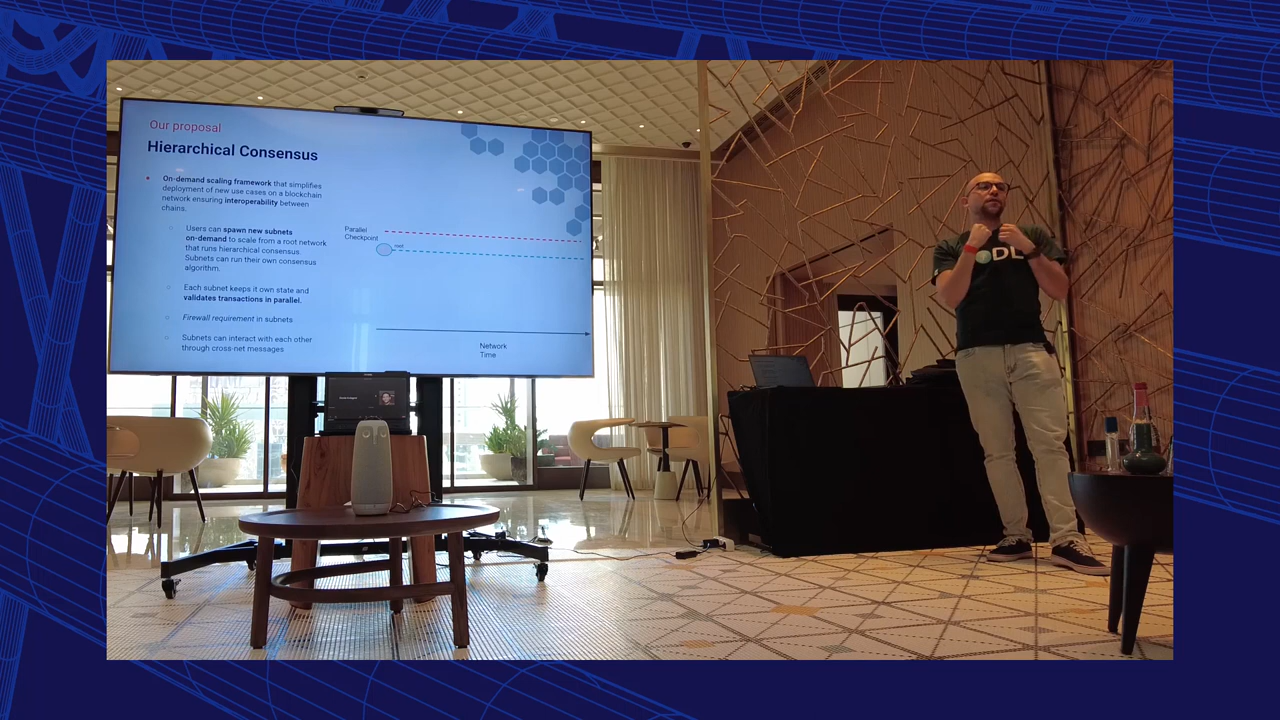 Our proposal
Hierarchical Consensus
On-demand scaling framework that simplifies
deployment of new use cases on a blockchain
network ensuring interoperability between
chains.
Users can spawn new subnets
on-demand to scale from a root network
that runs hierarchical consensus.
Subnets can run their own consensus
algorithm.
Each subnet keeps it own state and
validates transactions in parallel.
Firewall requirement in subnets
Subnets can interact with each other
through cross-net messages
Parallel
Checkpoint
root
Network
Time